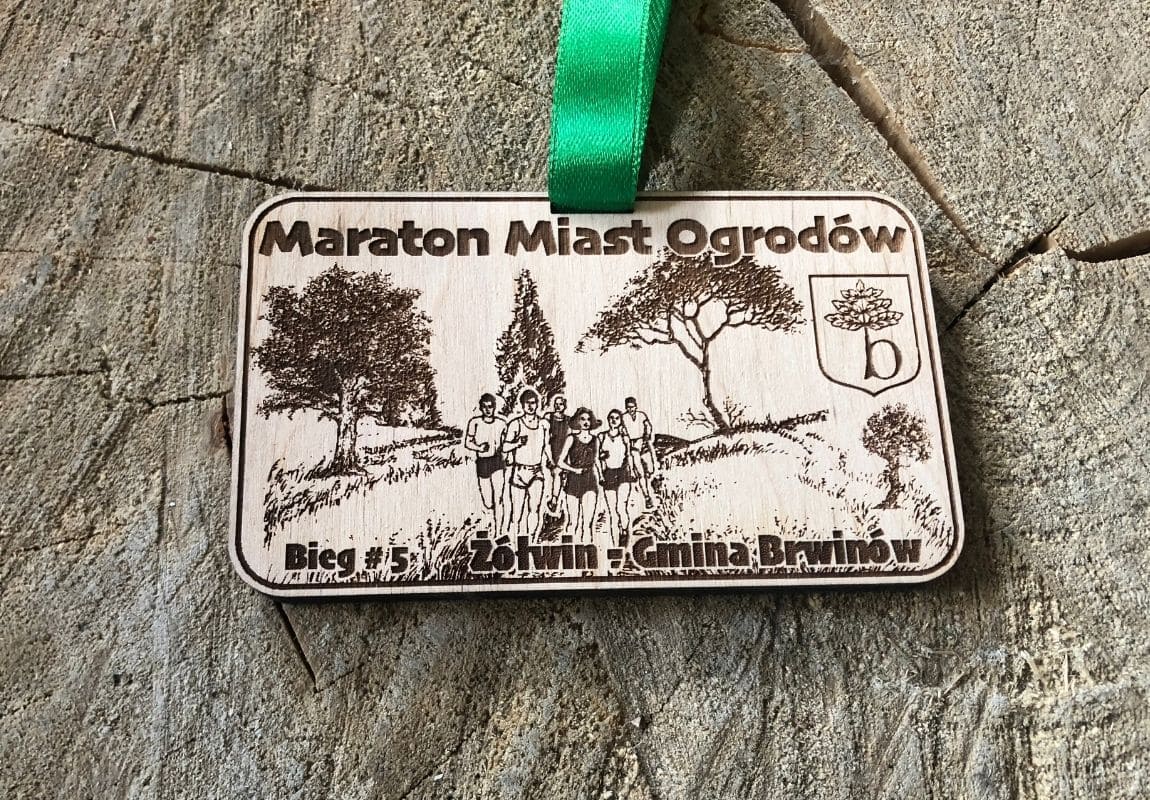 Maraton Miast Ogrodów
b
Bieg # 5 Żółwin - Gmina Brwinów